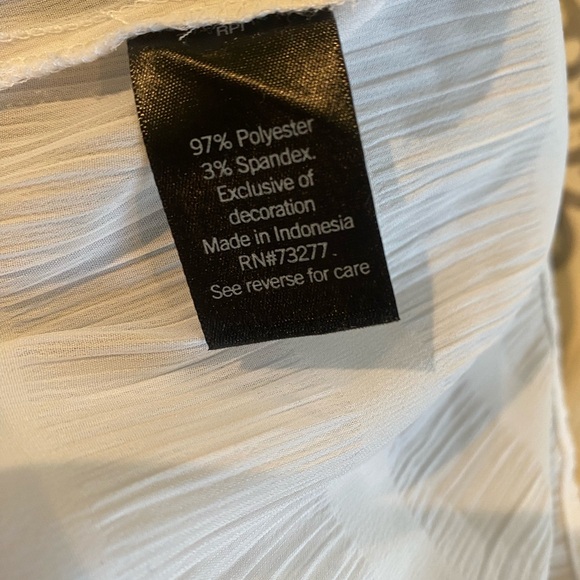 97% Polyester
3% Spandex.
Exclusive of
decoration
Made in Indonesia
RN#73277.
See reverse for care